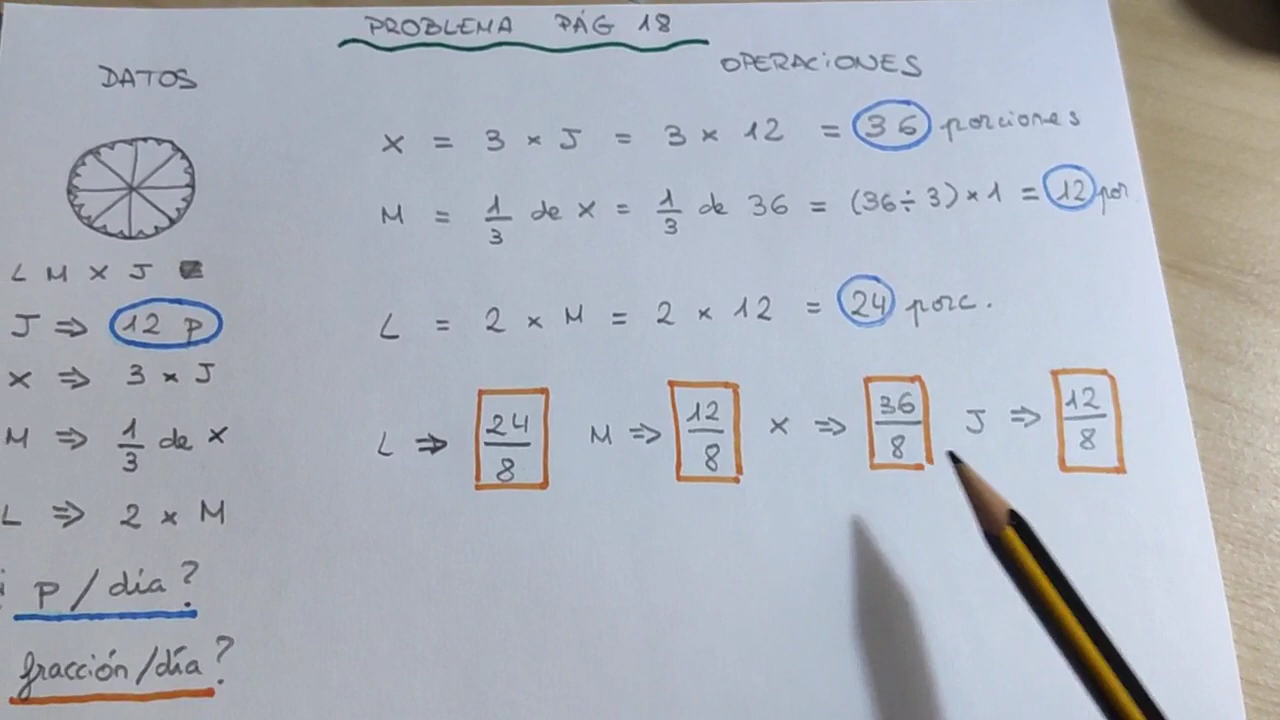 PROBLEMA PÁG 18
DATOS
L M X J
J ⇒ 12 P
X ⇒ 3 × J
M ⇒ 1/3 de X
L ⇒ 2 × M
P / día?
fracción/día?
OPERACIONES
X = 3 × J = 3 × 12 = 36 porciones
M = 1/3 de X = 1/3 de 36 = (36÷3)×1 = 12 por.
L = 2 × M = 2 × 12 = 24 porc.
L ⇒ 24/8 M ⇒ 12/8 X ⇒ 36/8 J ⇒ 12/8